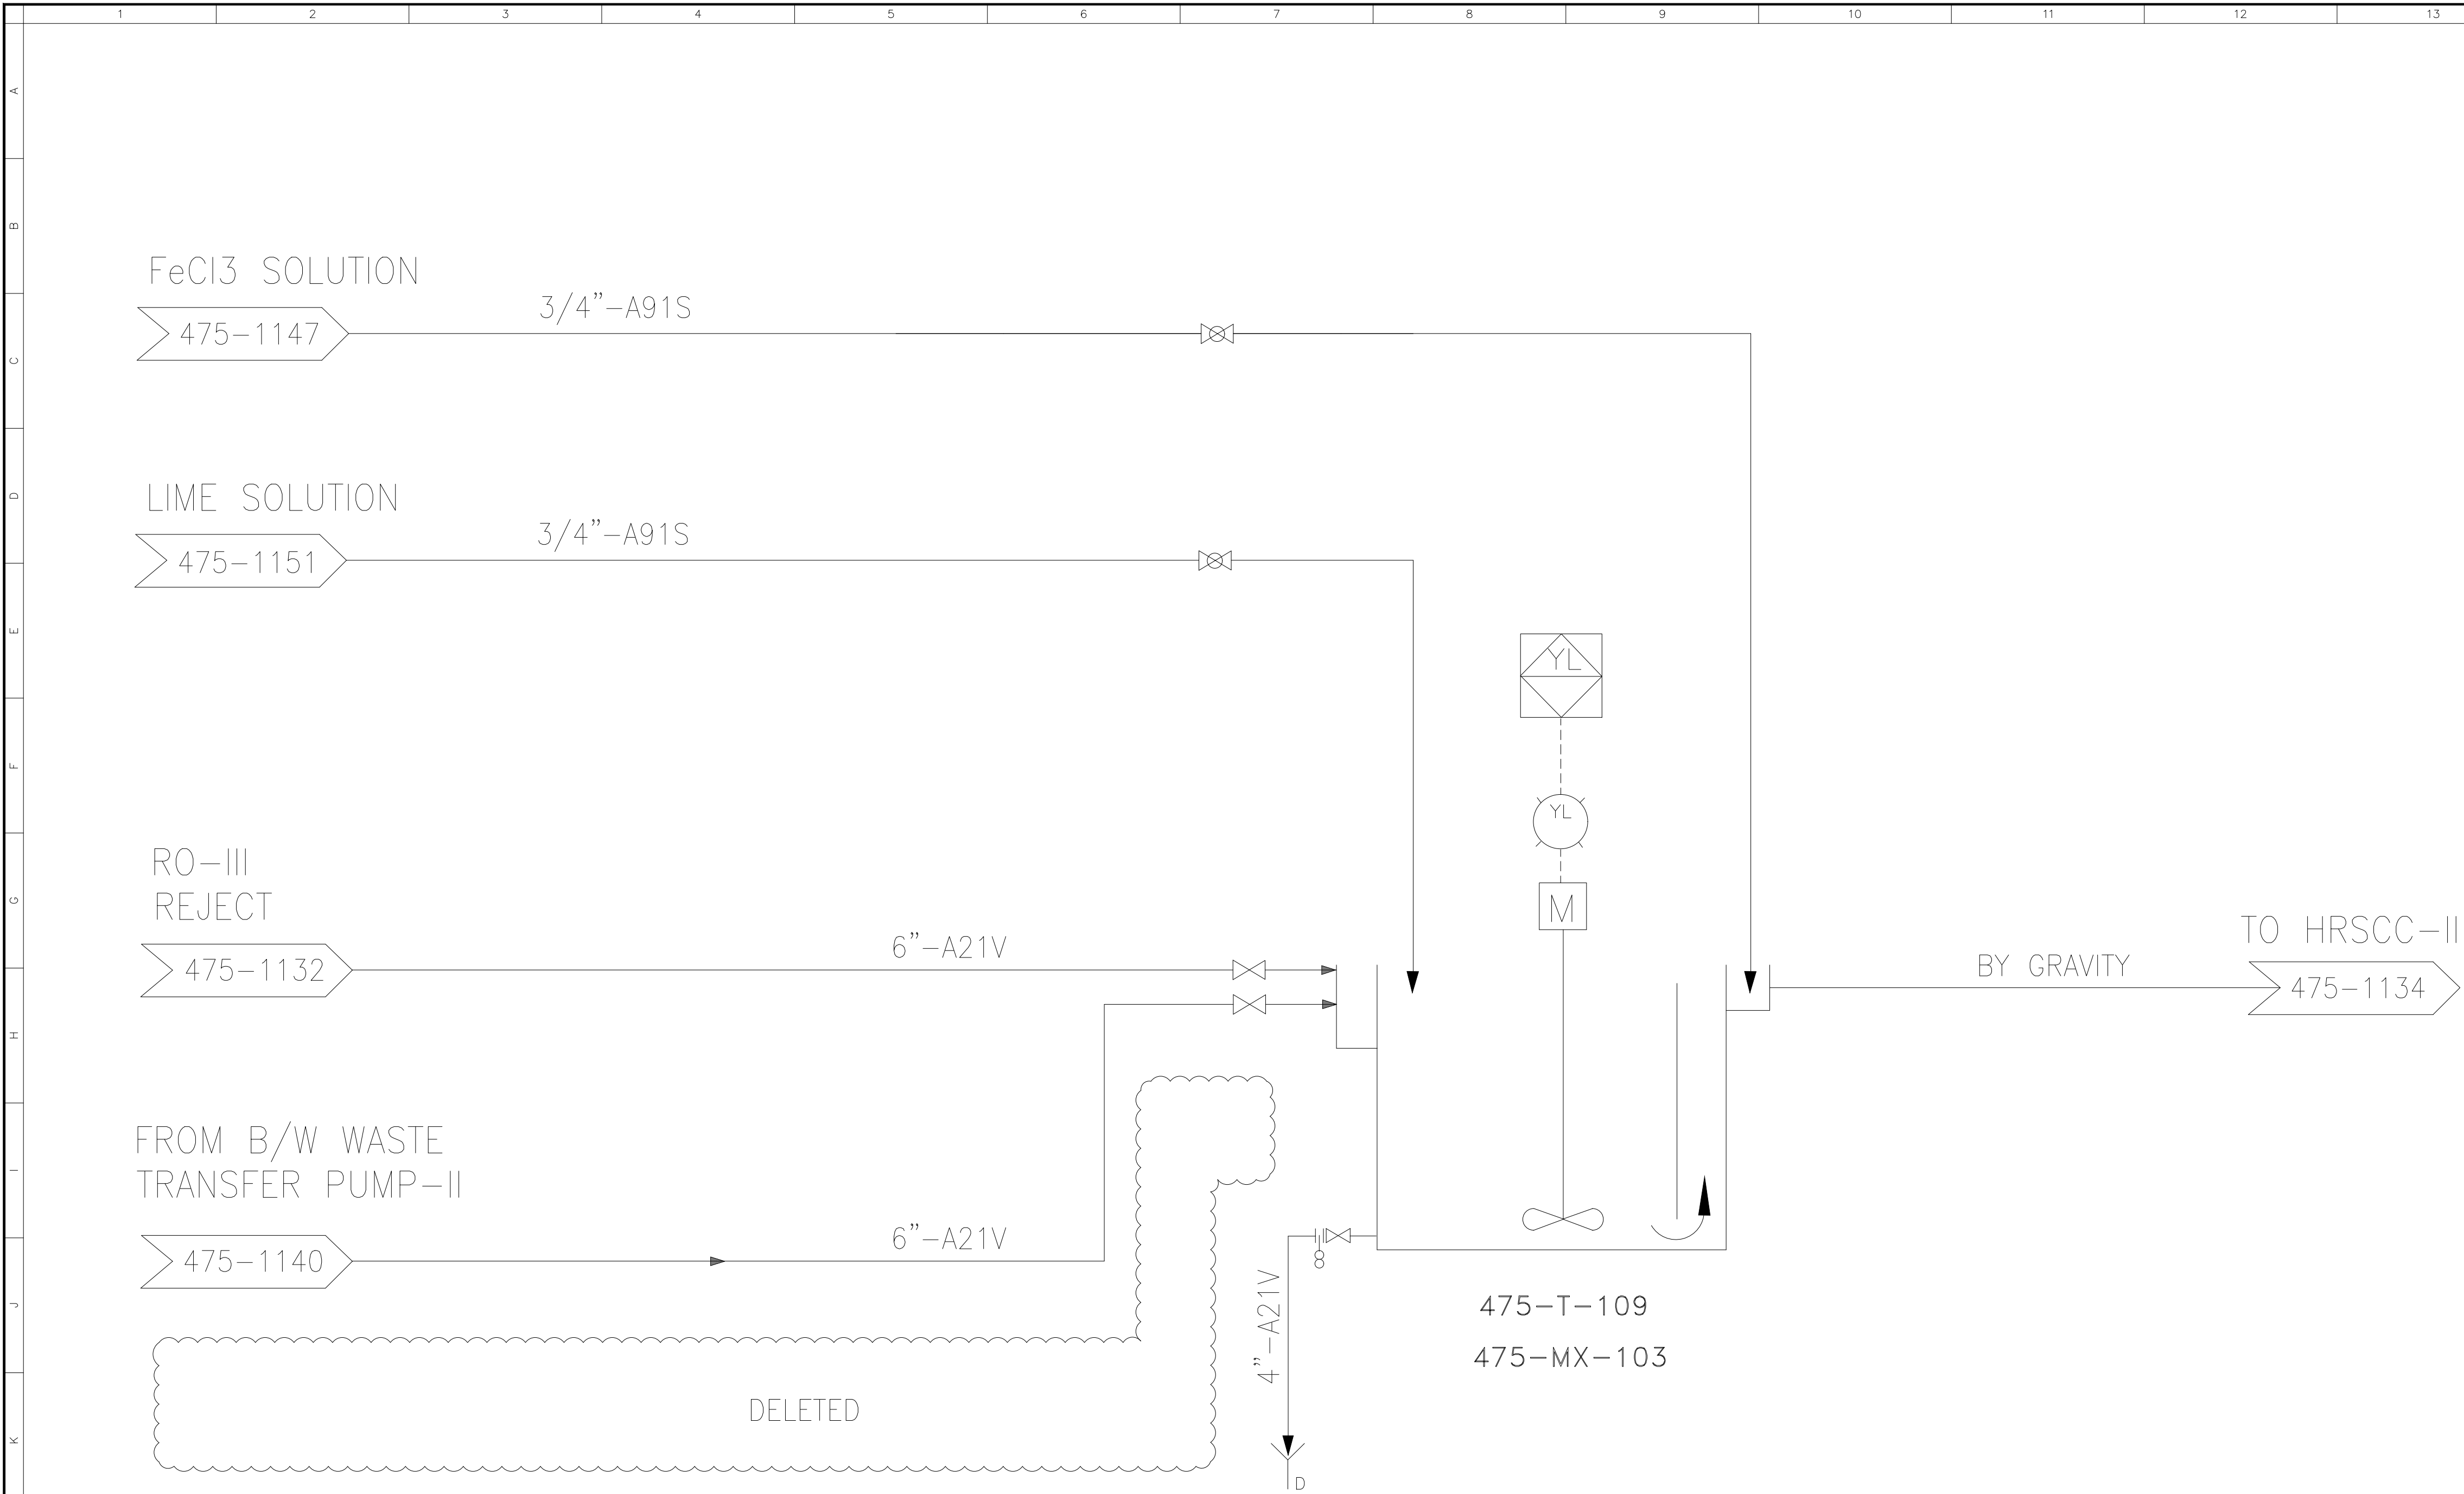 1 2 3 4 5 6 7 8 9 10 11 12 13
A
B
FeCl3 SOLUTION
3/4"-A91S
475-1147
C
D
LIME SOLUTION
3/4"-A91S
475-1151
E
YL
F
YL
RO-III
REJECT
G
M
6"-A21V
475-1132
TO HRSCC-II
BY GRAVITY
475-1134
H
FROM B/W WASTE
TRANSFER PUMP-II
I
6"-A21V
475-1140
J
4"-A21V
475-T-109
475-MX-103
DELETED
K
D